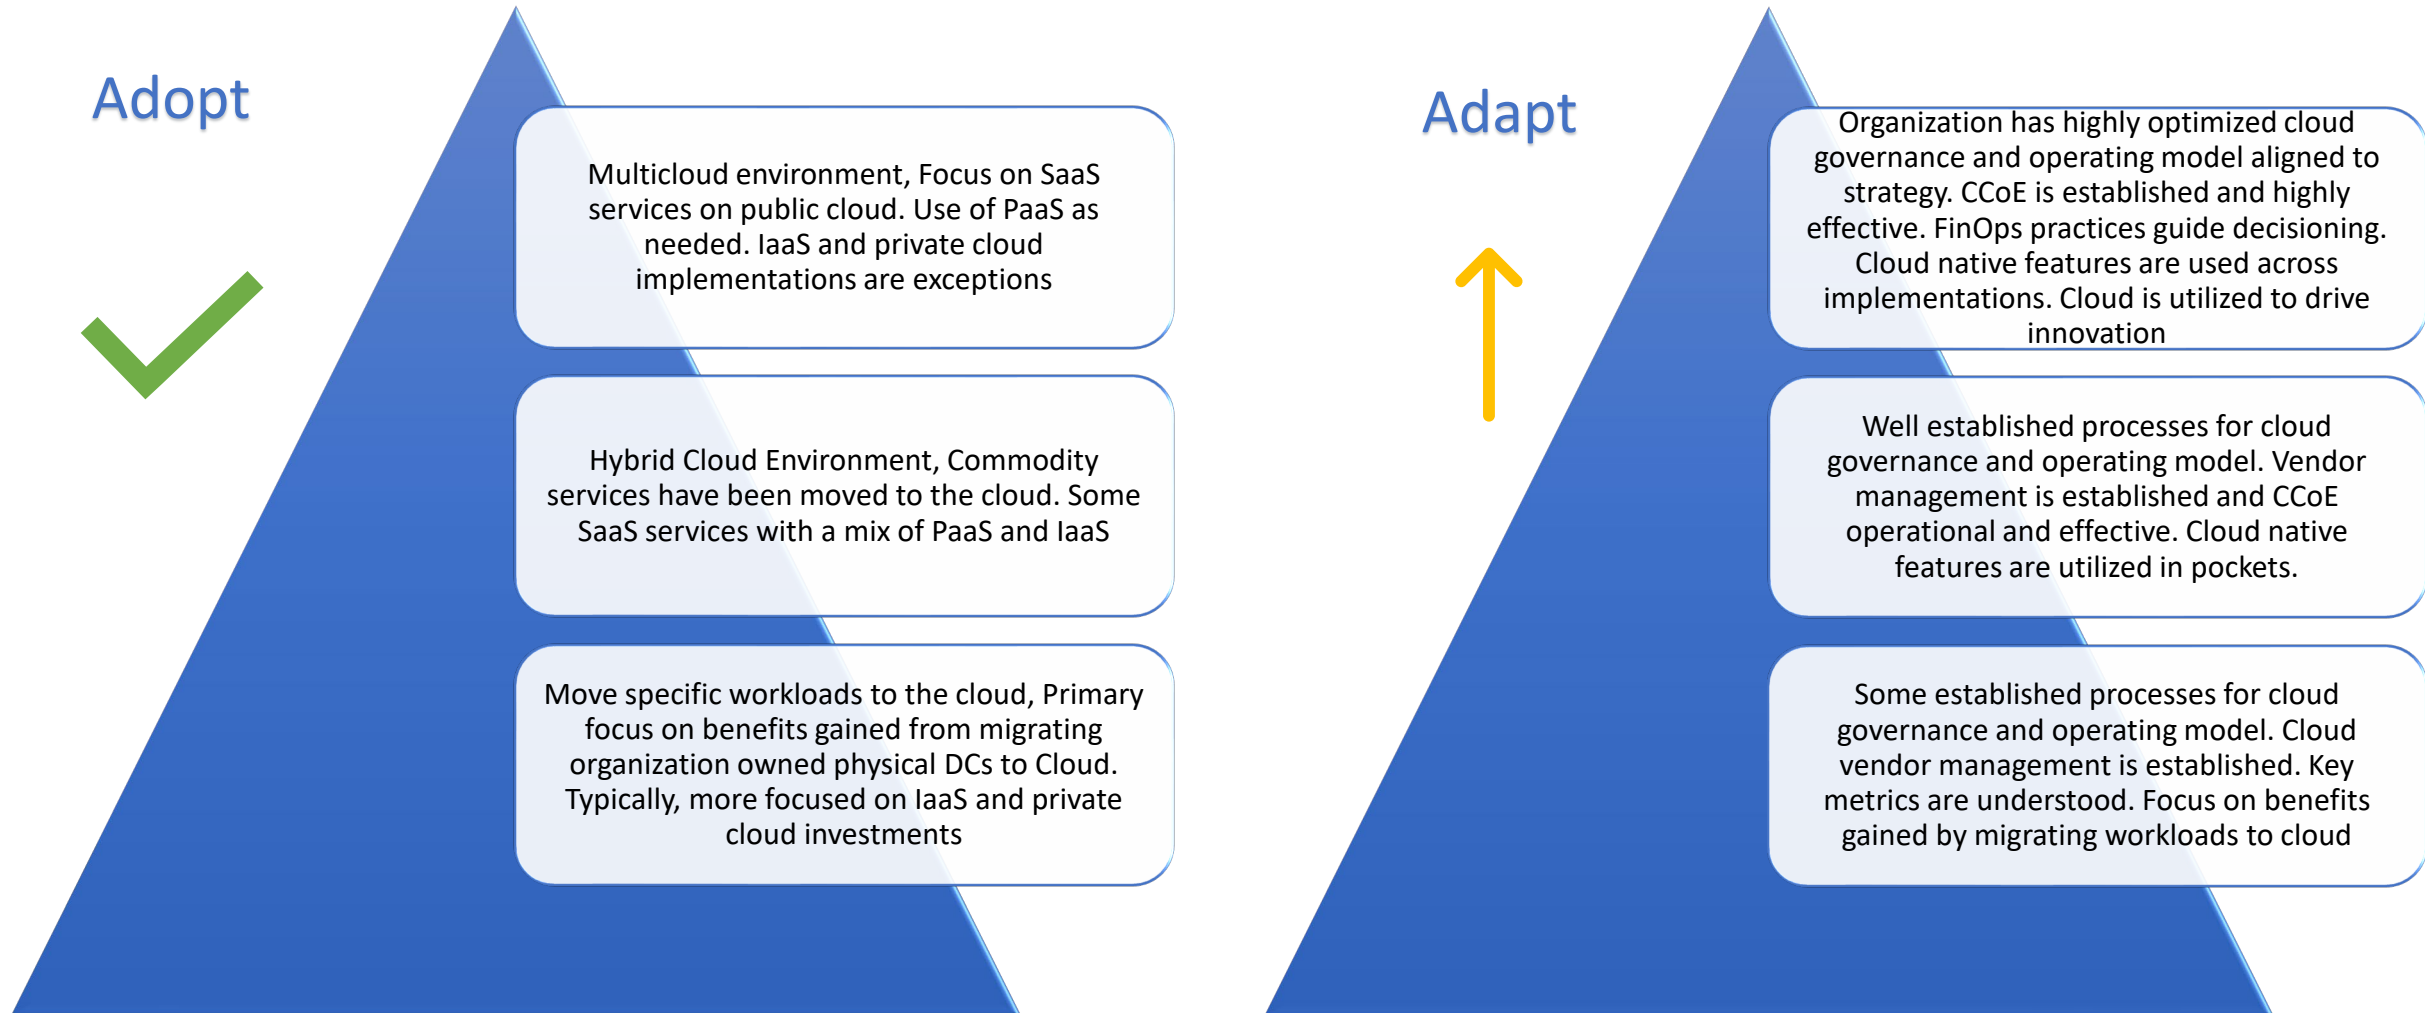 Adopt
Multicloud environment, Focus on SaaS
services on public cloud. Use of PaaS as
needed. IaaS and private cloud
implementations are exceptions
Hybrid Cloud Environment, Commodity
services have been moved to the cloud. Some
SaaS services with a mix of PaaS and IaaS
Move specific workloads to the cloud, Primary
focus on benefits gained from migrating
organization owned physical DCs to Cloud.
Typically, more focused on IaaS and private
cloud investments
Adapt
Organization has highly optimized cloud
governance and operating model aligned to
strategy. CCoE is established and highly
effective. FinOps practices guide decisioning.
Cloud native features are used across
implementations. Cloud is utilized to drive
innovation
Well established processes for cloud
governance and operating model. Vendor
management is established and CCoE
operational and effective. Cloud native
features are utilized in pockets.
Some established processes for cloud
governance and operating model. Cloud
vendor management is established. Key
metrics are understood. Focus on benefits
gained by migrating workloads to cloud